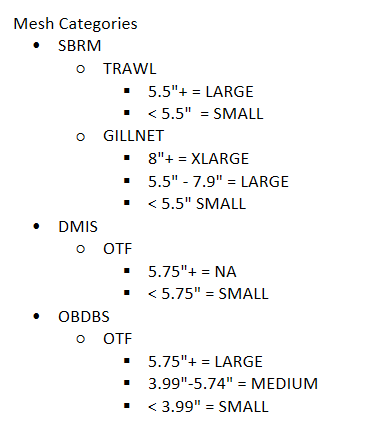 Mesh Categories
• SBRM
o TRAWL
▪ 5.5"+ = LARGE
▪ < 5.5"  = SMALL
o GILLNET
▪ 8"+ = XLARGE
▪ 5.5" - 7.9" = LARGE
▪ < 5.5" SMALL
• DMIS
o OTF
▪ 5.75"+ = NA
▪ < 5.75" = SMALL
• OBDBS
o OTF
▪ 5.75"+ = LARGE
▪ 3.99"-5.74" = MEDIUM
▪ < 3.99" = SMALL